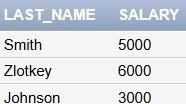 LAST_NAME SALARY
Smith 5000
Zlotkey 6000
Johnson 3000